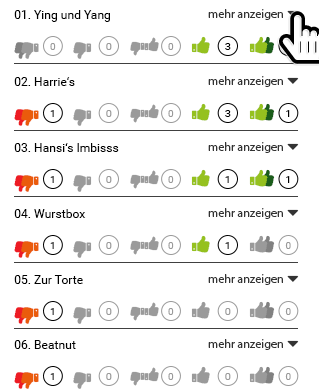 01. Ying und Yang mehr anzeigen
0 0 0 3
02. Harrie's mehr anzeigen
1 0 0 3 1
03. Hansi's Imbisss mehr anzeigen
1 0 0 1 1
04. Wurstbox mehr anzeigen
1 0 0 1 0
05. Zur Torte mehr anzeigen
1 0 0 0 0
06. Beatnut mehr anzeigen
1 0 0 0 0